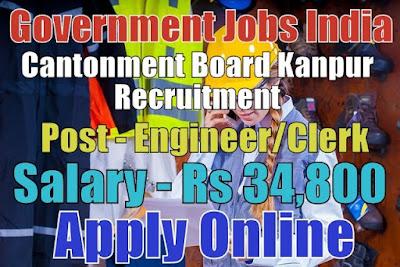 Government Jobs India
Cantonment Board Kanpur
Recruitment
Post - Engineer/Clerk
Salary - Rs 34,800
Apply Online